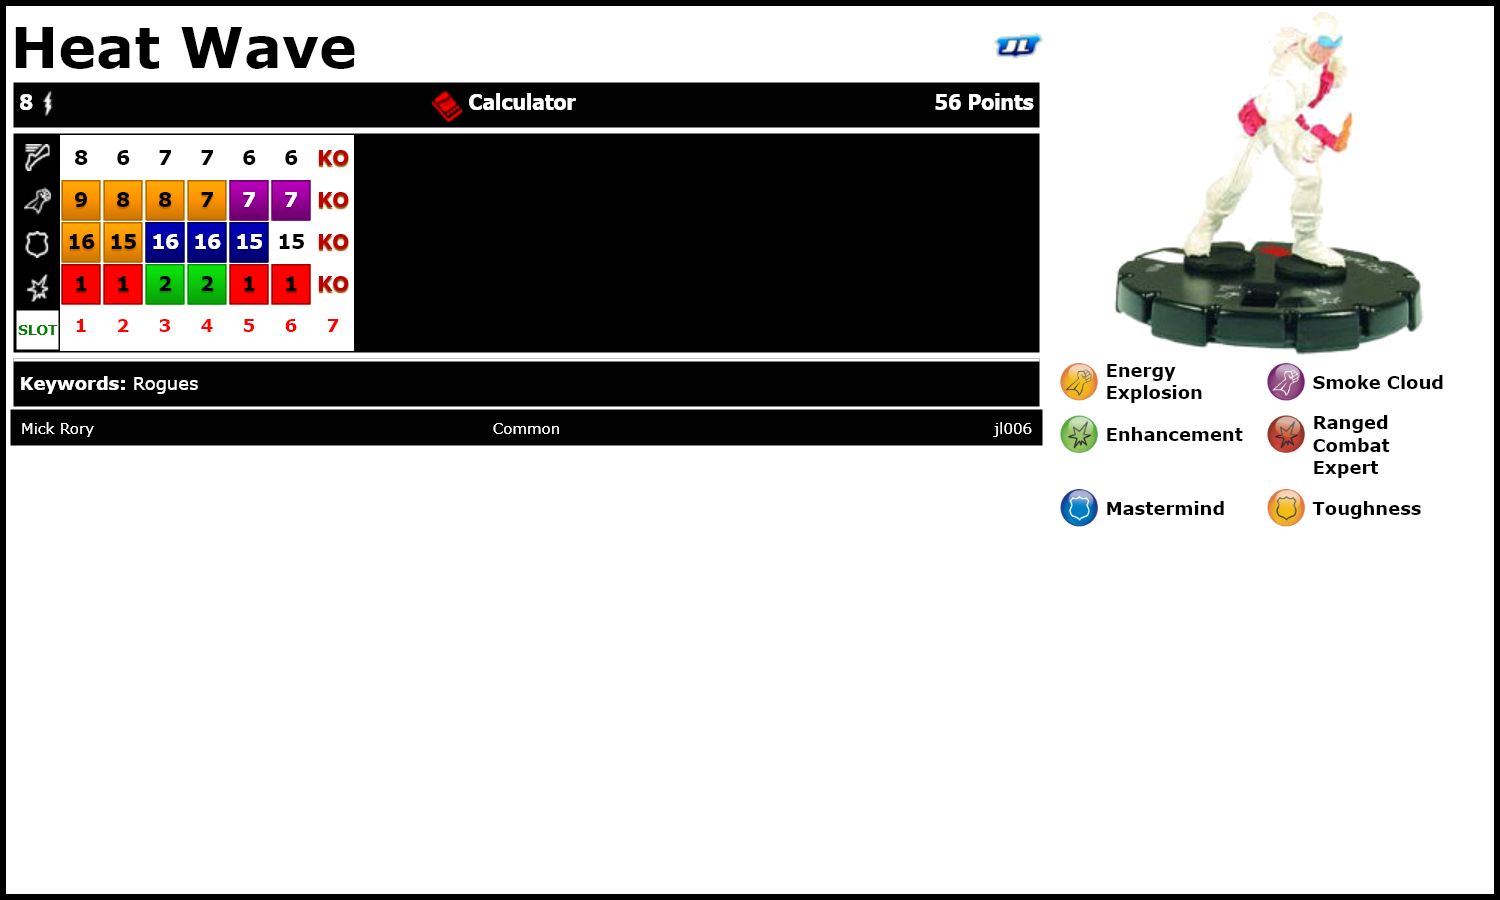 Heat Wave
JL
8 Calculator 56 Points
8 6 7 7 6 6 KO
9 8 8 7 7 7 KO
16 15 16 16 15 15 KO
1 1 2 2 1 1 KO
SLOT 1 2 3 4 5 6 7
Keywords: Rogues
Mick Rory Common jl006
Energy Explosion
Smoke Cloud
Enhancement
Ranged Combat Expert
Mastermind
Toughness